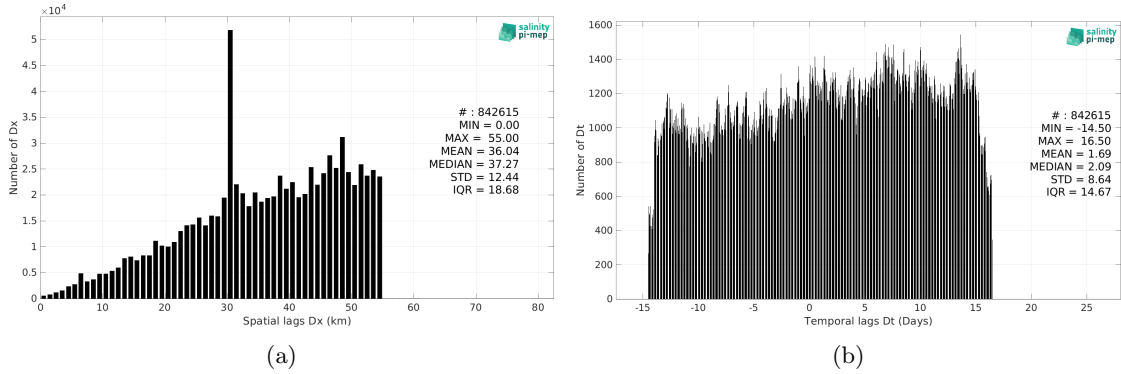 ×10⁴
5
4.5
4
3.5
3
2.5
2
1.5
1
0.5
0
Number of Dx
0 10 20 30 40 50 60 70 80
Spatial lags Dx (km)
salinity
pi-mep
# : 842615
MIN = 0.00
MAX = 55.00
MEAN = 36.04
MEDIAN = 37.27
STD = 12.44
IQR = 18.68
(a)
1600
1400
1200
1000
800
600
400
200
0
Number of Dt
-15 -10 -5 0 5 10 15 20 25
Temporal lags Dt (Days)
salinity
pi-mep
# : 842615
MIN = -14.50
MAX = 16.50
MEAN = 1.69
MEDIAN = 2.09
STD = 8.64
IQR = 14.67
(b)